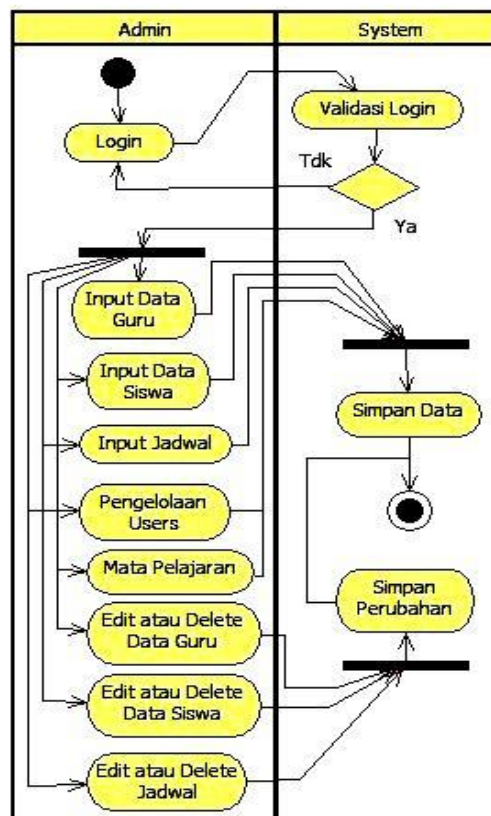 Admin
System
Login
Validasi Login
Tdk
Ya
Input Data
Guru
Input Data
Siswa
Input Jadwal
Pengelolaan
Users
Mata Pelajaran
Edit atau Delete
Data Guru
Edit atau Delete
Data Siswa
Edit atau Delete
Jadwal
Simpan Data
Simpan
Perubahan